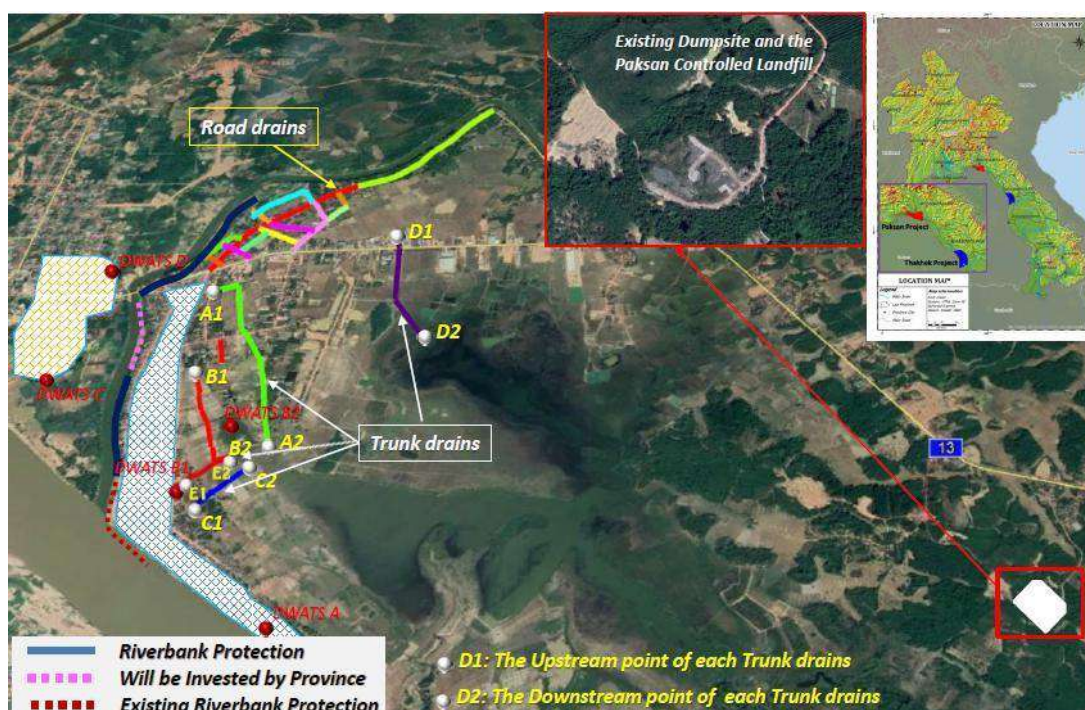 Existing Dumpsite and the
Paksan Controlled Landfill
LOCATION MAP
Road drains
Paksan Project
Thakhek Project
LOCATION MAP
D1
DWATS D
A1
D2
B1
DWATS C
DWATS B2
Trunk drains
A2
B2
13
DWATS B1
E2
C2
E1
C1
DWATS A
Riverbank Protection
Will be Invested by Province
Existing Riverbank Protection
D1: The Upstream point of each Trunk drains
D2: The Downstream point of each Trunk drains